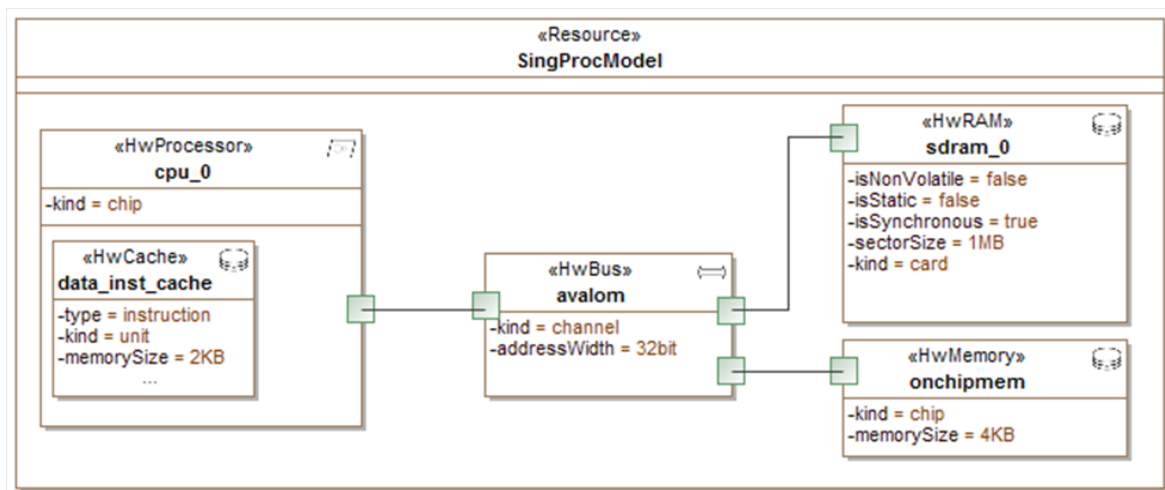 «Resource»
SingProcModel
«HwProcessor»
cpu_0
-kind = chip
«HwCache»
data_inst_cache
-type = instruction
-kind = unit
-memorySize = 2KB
...
«HwBus»
avalom
-kind = channel
-addressWidth = 32bit
«HwRAM»
sdram_0
-isNonVolatile = false
-isStatic = false
-isSynchronous = true
-sectorSize = 1MB
-kind = card
«HwMemory»
onchipmem
-kind = chip
-memorySize = 4KB